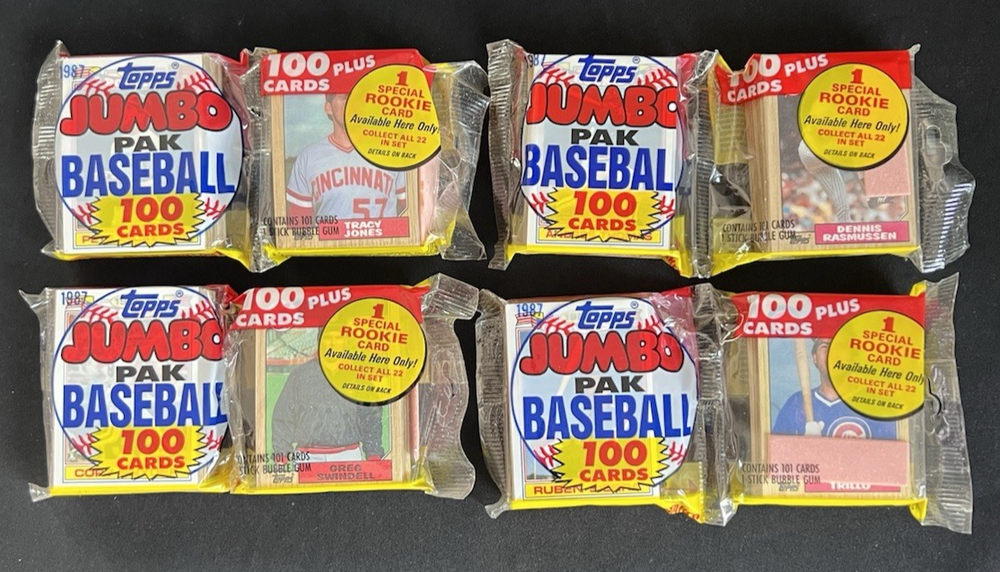 1987
Topps®
JUMBO
PAK
BASEBALL
100
CARDS
100 PLUS
CARDS
1
SPECIAL
ROOKIE
CARD
Available Here Only!
COLLECT ALL 22
IN SET
DETAILS ON BACK
CINCINNATI
57
CONTAINS 101 CARDS
1 STICK BUBBLE GUM
TOPPS
TRACY
JONES
1987
Topps®
JUMBO
PAK
BASEBAL
100
CARDS
100 PLUS
CARDS
1
SPECIAL
ROOKIE
CARD
Available Here Only!
COLLECT ALL 22
IN SET
DETAILS ON BACK
CONTAINS 101 CARDS
1 STICK BUBBLE GUM
DENNIS
RASMUSSEN
1987
Topps®
JUMBO
PAK
BASEBALL
100
CARDS
100 PLUS
CARDS
1
SPECIAL
ROOKIE
CARD
Available Here Only!
COLLECT ALL 22
IN SET
DETAILS ON BACK
CONTAINS 101 CARDS
STICK BUBBLE GUM
TOPPS
GREG
SWINDELL
1987
Topps®
JUMBO
PAK
BASEBALL
100
CARDS
RUBEN
100 PLUS
CARDS
1
SPECIAL
ROOKIE
CARD
Available Here Only
COLLECT ALL 22
IN SET
DETAILS ON BACK
C
CONTAINS 101 CARDS
1 STICK BUBBLE GUM
TOPPS
TRILLO